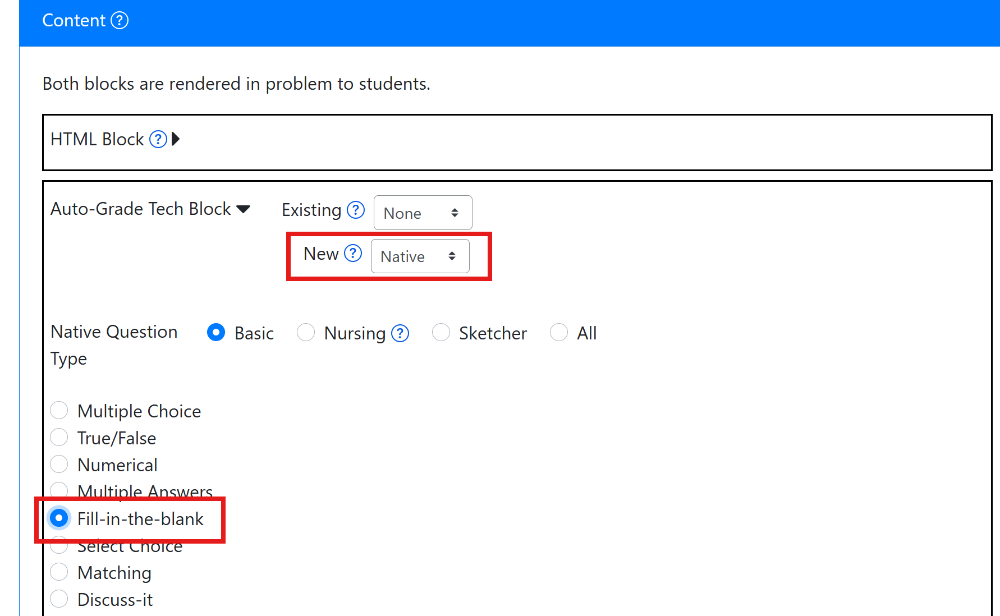 Content ?
Both blocks are rendered in problem to students.
HTML Block ?
Auto-Grade Tech Block Existing ? None
New ? Native
Native Question Type
Basic Nursing ? Sketcher All
Multiple Choice
True/False
Numerical
Multiple Answers
Fill-in-the-blank
Select Choice
Matching
Discuss-it